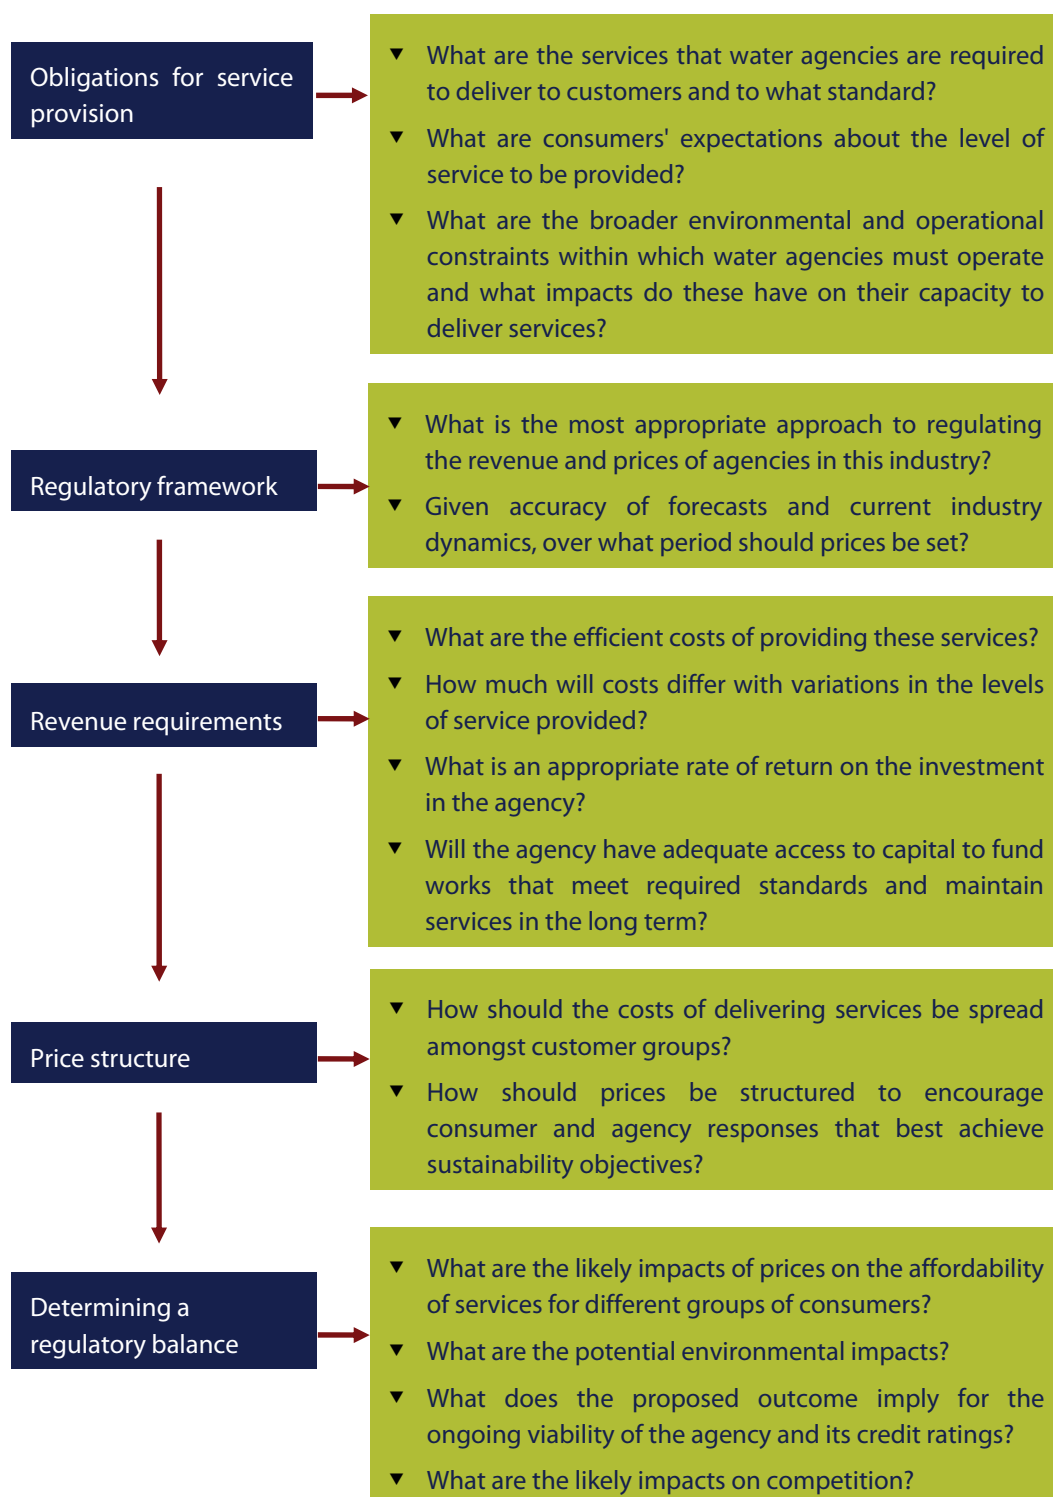 Obligations for service
provision
What are the services that water agencies are required
to deliver to customers and to what standard?
What are consumers' expectations about the level of
service to be provided?
What are the broader environmental and operational
constraints within which water agencies must operate
and what impacts do these have on their capacity to
deliver services?
Regulatory framework
What is the most appropriate approach to regulating
the revenue and prices of agencies in this industry?
Given accuracy of forecasts and current industry
dynamics, over what period should prices be set?
Revenue requirements
What are the efficient costs of providing these services?
How much will costs differ with variations in the levels
of service provided?
What is an appropriate rate of return on the investment
in the agency?
Will the agency have adequate access to capital to fund
works that meet required standards and maintain
services in the long term?
Price structure
How should the costs of delivering services be spread
amongst customer groups?
How should prices be structured to encourage
consumer and agency responses that best achieve
sustainability objectives?
Determining a
regulatory balance
What are the likely impacts of prices on the affordability
of services for different groups of consumers?
What are the potential environmental impacts?
What does the proposed outcome imply for the
ongoing viability of the agency and its credit ratings?
What are the likely impacts on competition?